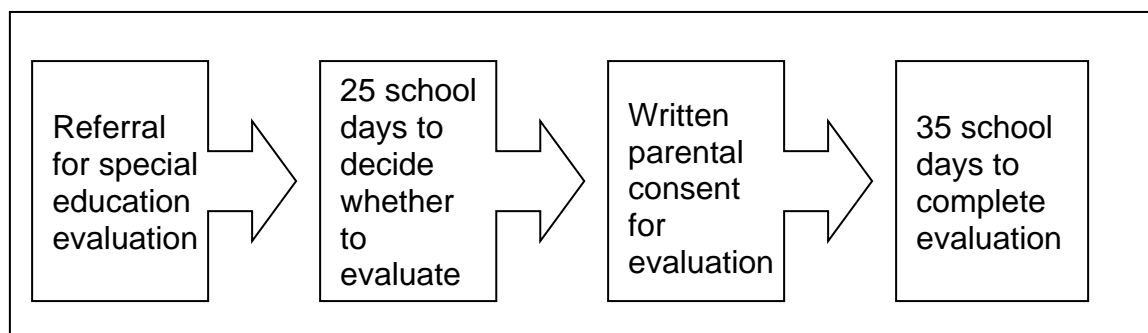 Referral
for special
education
evaluation
25 school
days to
decide
whether
to
evaluate
Written
parental
consent
for
evaluation
35 school
days to
complete
evaluation